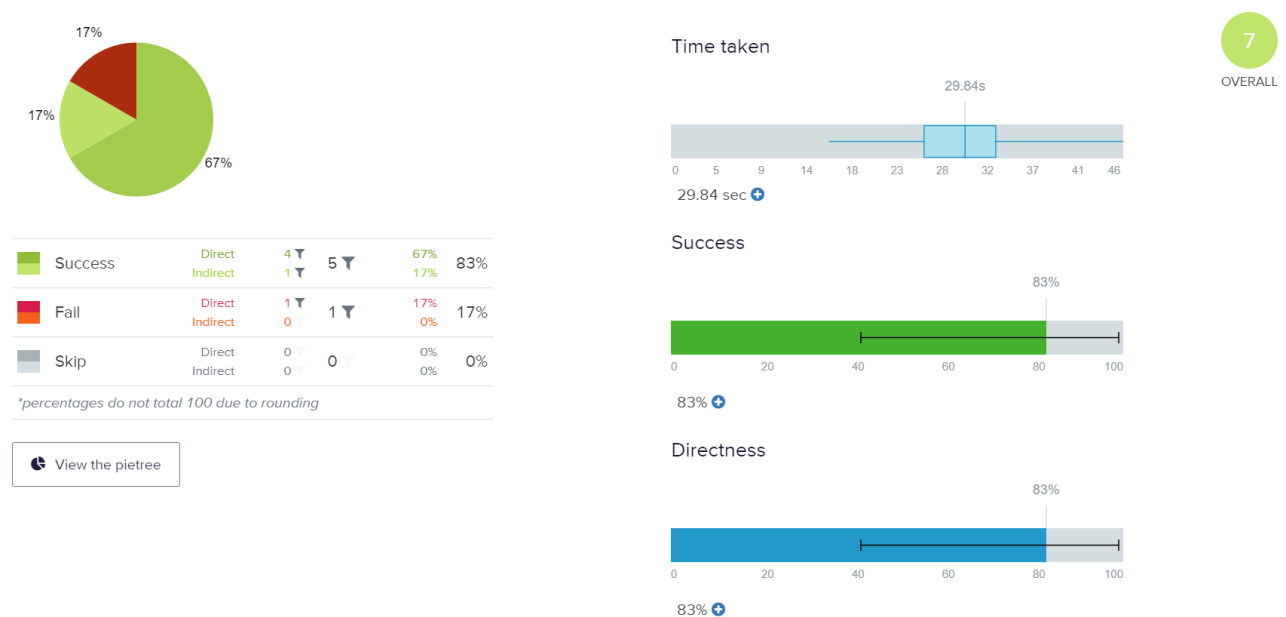 17%
17%
67%
Success Direct 4 5 67% 83%
Indirect 1 17%
Fail Direct 1 1 17% 17%
Indirect 0 0%
Skip Direct 0 0 0% 0%
Indirect 0 0%
*percentages do not total 100 due to rounding
View the pietree
Time taken
29.84s
0 5 9 14 18 23 28 32 37 41 46
29.84 sec
Success
83%
0 20 40 60 80 100
83%
Directness
83%
0 20 40 60 80 100
83%
7
OVERALL